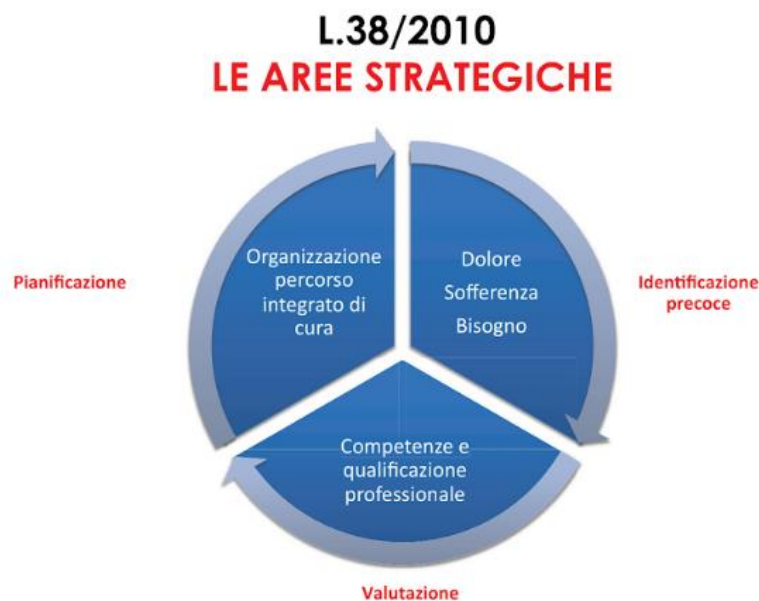 L.38/2010
LE AREE STRATEGICHE
Pianificazione
Organizzazione
percorso
integrato di
cura
Dolore
Sofferenza
Bisogno
Identificazione
precoce
Competenze e
qualificazione
professionale
Valutazione